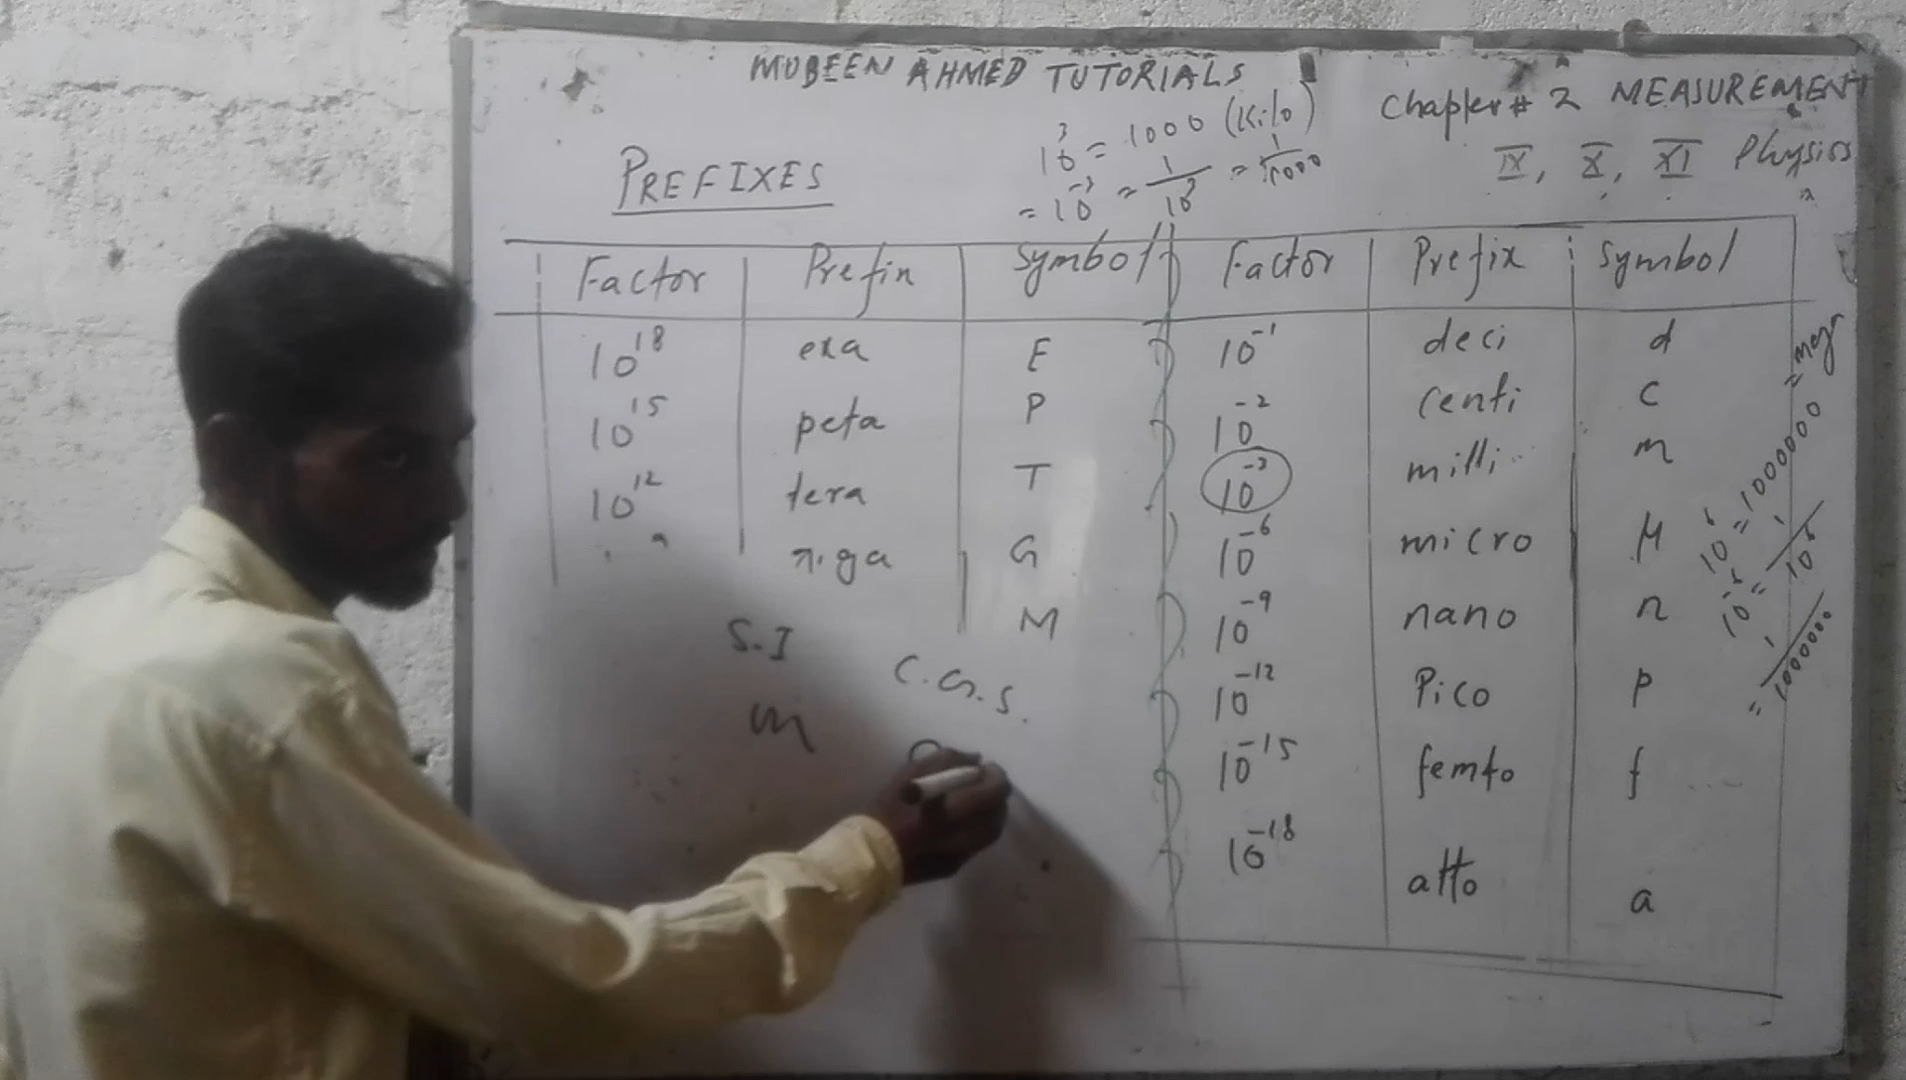 MUBEEN AHMED TUTORIALS
Chapter # 2 MEASUREMENT
IX, X, XI Physics
PREFIXES
10³ = 1000 (Kilo)
= 10⁻³ = 1/10³ = 1/1000
Factor Prefix Symbol Factor Prefix Symbol
10¹⁸ exa E 10⁻¹ deci d
10¹⁵ peta P 10⁻² centi c
10¹² tera T 10⁻³ milli m
9 G 10⁻⁶ micro μ
M 10⁻⁹ nano n
10⁻¹² Pico p
10⁻¹⁵ femto f
10⁻¹⁸ atto a
S.I C.G.S.
m
10⁶ = 1000000 =
10⁻⁶ = 1/10⁶
= 1/1000000